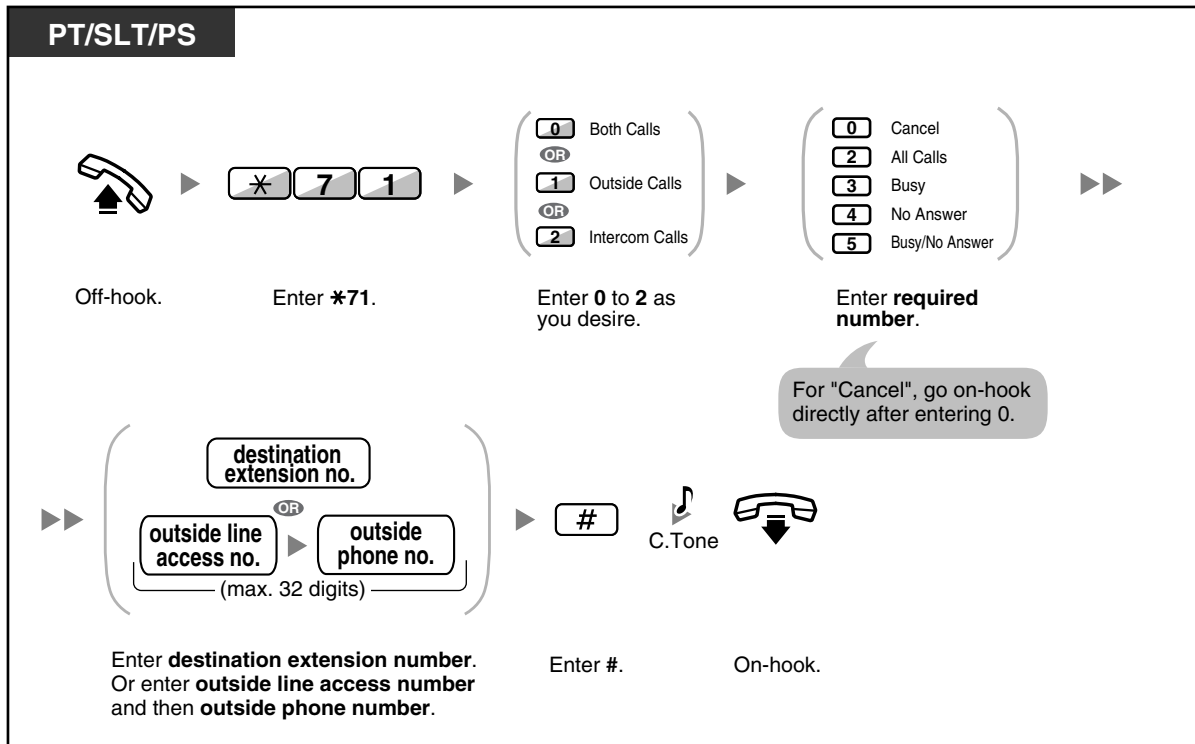 PT/SLT/PS
0 Both Calls
OR
1 Outside Calls
OR
2 Intercom Calls
0 Cancel
2 All Calls
3 Busy
4 No Answer
5 Busy/No Answer
* 7 1
Off-hook.
Enter *71.
Enter 0 to 2 as
you desire.
Enter required
number.
For "Cancel", go on-hook
directly after entering 0.
destination
extension no.
OR
outside line
access no.
outside
phone no.
(max. 32 digits)
#
C.Tone
Enter destination extension number.
Or enter outside line access number
and then outside phone number.
Enter #.
On-hook.